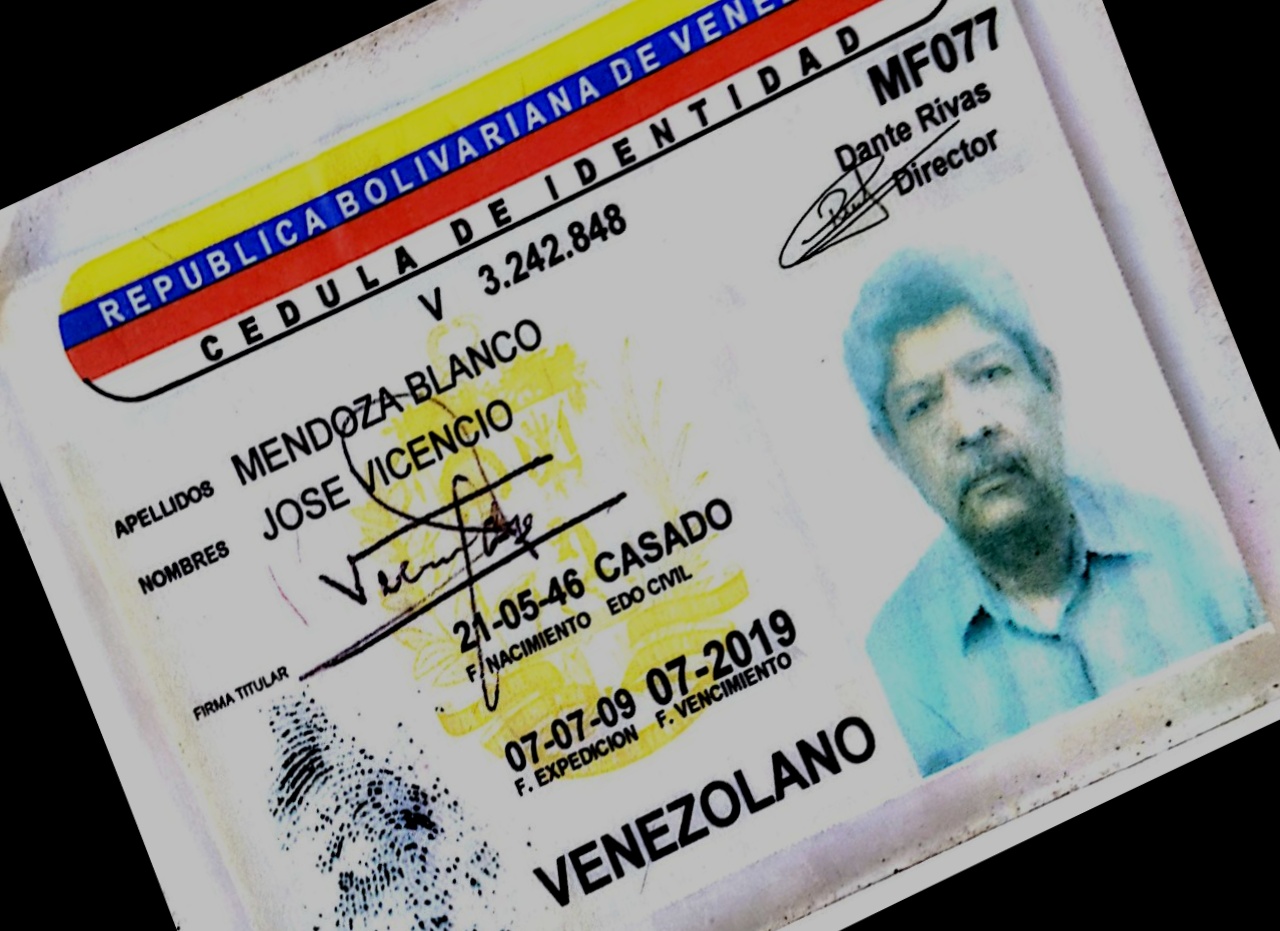 REPUBLICA BOLIVARIANA DE
CEDULA DE IDENTIDAD
MF077
Dante Rivas
Director
V 3.242.848
APELLIDOS MENDOZA BLANCO
NOMBRES JOSE VICENCIO
FIRMA TITULAR
21-05-46 CASADO
F. NACIMIENTO EDO CIVIL
07-07-09 07-2019
F. EXPEDICION F. VENCIMIENTO
VENEZOLANO